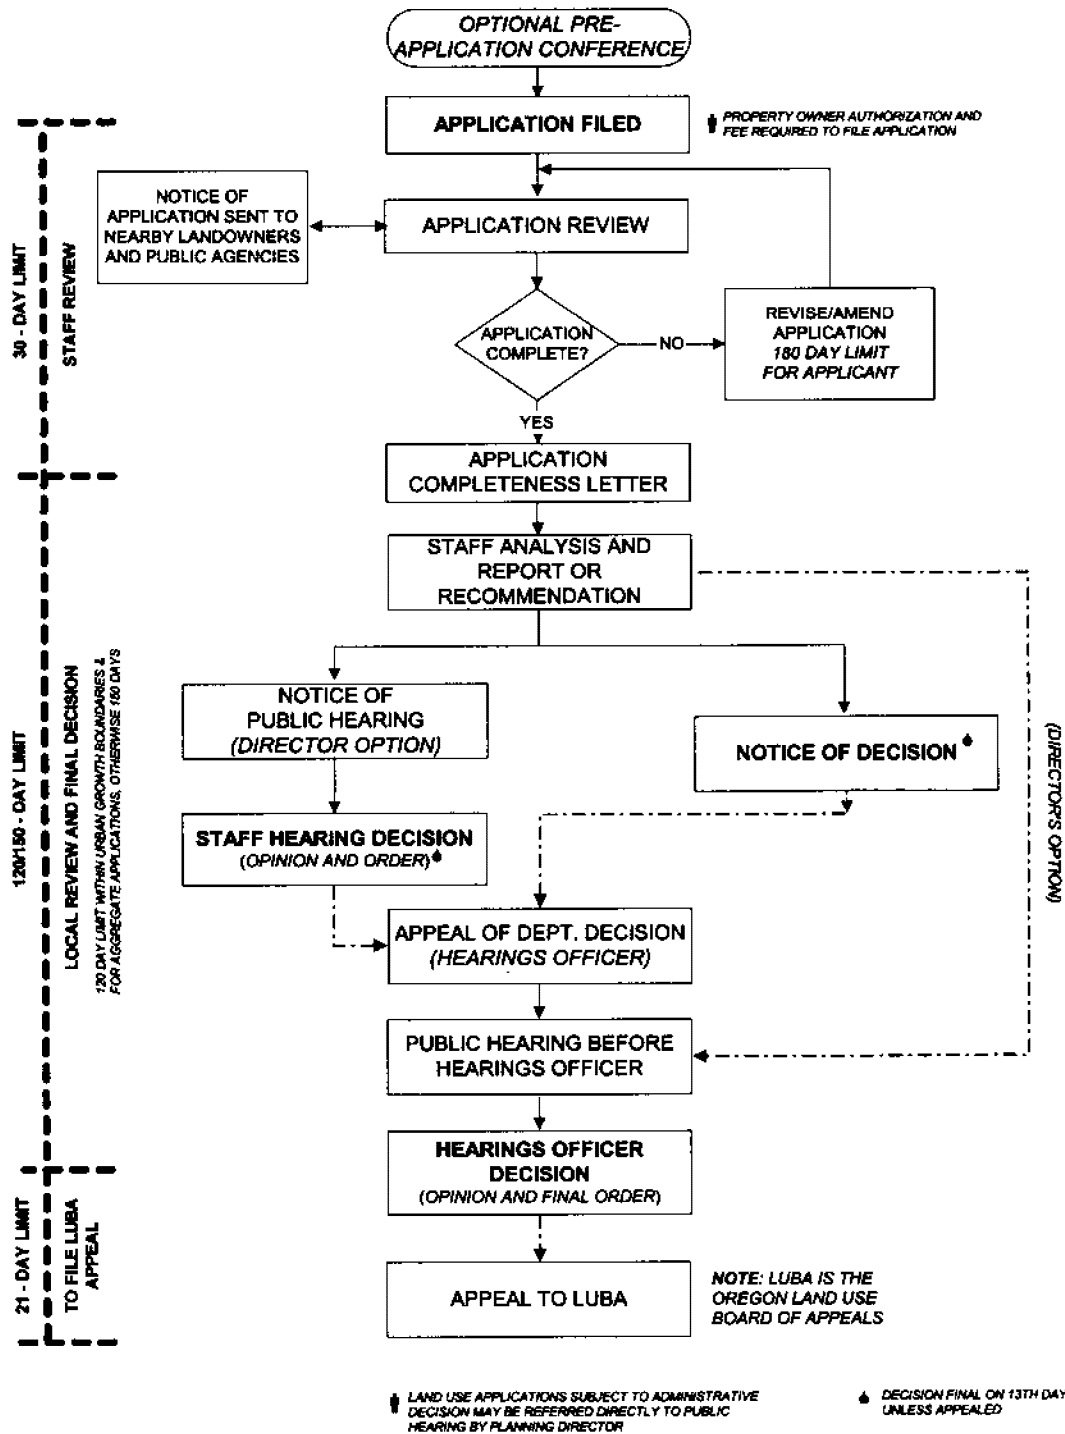 OPTIONAL PRE-
APPLICATION CONFERENCE
APPLICATION FILED
PROPERTY OWNER AUTHORIZATION AND
FEE REQUIRED TO FILE APPLICATION
30 - DAY LIMIT
STAFF REVIEW
NOTICE OF
APPLICATION SENT TO
NEARBY LANDOWNERS
AND PUBLIC AGENCIES
APPLICATION REVIEW
APPLICATION
COMPLETE?
NO
REVISE/AMEND
APPLICATION
180 DAY LIMIT
FOR APPLICANT
YES
APPLICATION
COMPLETENESS LETTER
120/150 - DAY LIMIT
LOCAL REVIEW AND FINAL DECISION
120 DAY LIMIT WITHIN URBAN GROWTH BOUNDARIES &
FOR AGGREGATE APPLICATIONS, OTHERWISE 150 DAYS
STAFF ANALYSIS AND
REPORT OR
RECOMMENDATION
NOTICE OF
PUBLIC HEARING
(DIRECTOR OPTION)
NOTICE OF DECISION
(DIRECTOR'S OPTION)
STAFF HEARING DECISION
(OPINION AND ORDER)
APPEAL OF DEPT. DECISION
(HEARINGS OFFICER)
PUBLIC HEARING BEFORE
HEARINGS OFFICER
HEARINGS OFFICER
DECISION
(OPINION AND FINAL ORDER)
21 - DAY LIMIT
TO FILE LUBA
APPEAL
APPEAL TO LUBA
NOTE: LUBA IS THE
OREGON LAND USE
BOARD OF APPEALS
LAND USE APPLICATIONS SUBJECT TO ADMINISTRATIVE
DECISION MAY BE REFERRED DIRECTLY TO PUBLIC
HEARING BY PLANNING DIRECTOR
DECISION FINAL ON 13TH DAY
UNLESS APPEALED